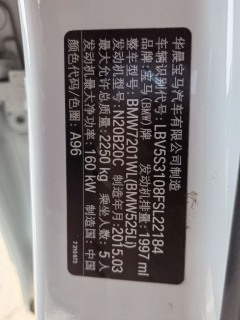 华晨宝马汽车有限公司制造
车辆识别代号: LBV5S3108FSL22184
品牌: 宝马 (BMW) 牌 发动机排量: 1997 ml
整车型号: BMW7201WL(BMW525Li)
发动机型号: N20B20C 制造年月: 2015.03
最大允许总质量: 2250 kg 乘坐人数: 5 人
发动机最大净功率: 160 kW 制造国: 中国
颜色代码/色图: A96
7 210 973